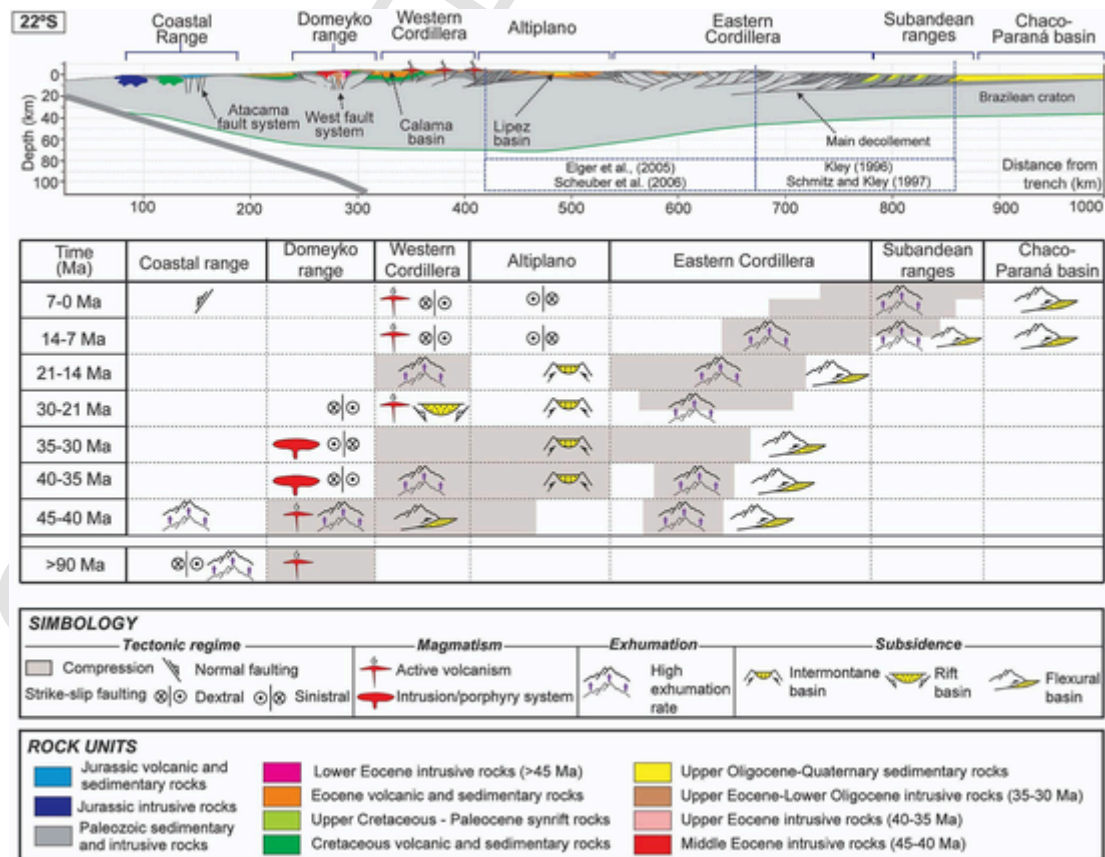 22ºS
Coastal
Range
Domeyko
range
Western
Cordillera
Altiplano
Eastern
Cordillera
Subandean
ranges
Chaco-
Paraná basin
Depth (km)
0
20
40
60
80
100
Atacama
fault system
West fault
system
Calama
basin
Lipez
basin
Main decollement
Brazilean craton
Elger et al., (2005)
Scheuber et al. (2006)
Kley (1996)
Schmitz and Kley (1997)
Distance from
trench (km)
100 200 300 400 500 600 700 800 900 1000
Time
(Ma)
Coastal range
Domeyko
range
Western
Cordillera
Altiplano
Eastern Cordillera
Subandean
ranges
Chaco-
Paraná basin
7-0 Ma
14-7 Ma
21-14 Ma
30-21 Ma
35-30 Ma
40-35 Ma
45-40 Ma
>90 Ma
SIMBOLOGY
Tectonic regime
Compression
Normal faulting
Strike-slip faulting
Dextral
Sinistral
Magmatism
Active volcanism
Intrusion/porphyry system
Exhumation
High
exhumation
rate
Subsidence
Intermontane
basin
Rift
basin
Flexural
basin
ROCK UNITS
Jurassic volcanic and
sedimentary rocks
Jurassic intrusive rocks
Paleozoic sedimentary
and intrusive rocks
Lower Eocene intrusive rocks (>45 Ma)
Eocene volcanic and sedimentary rocks
Upper Cretaceous - Paleocene synrift rocks
Cretaceous volcanic and sedimentary rocks
Upper Oligocene-Quaternary sedimentary rocks
Upper Eocene-Lower Oligocene intrusive rocks (35-30 Ma)
Upper Eocene intrusive rocks (40-35 Ma)
Middle Eocene intrusive rocks (45-40 Ma)